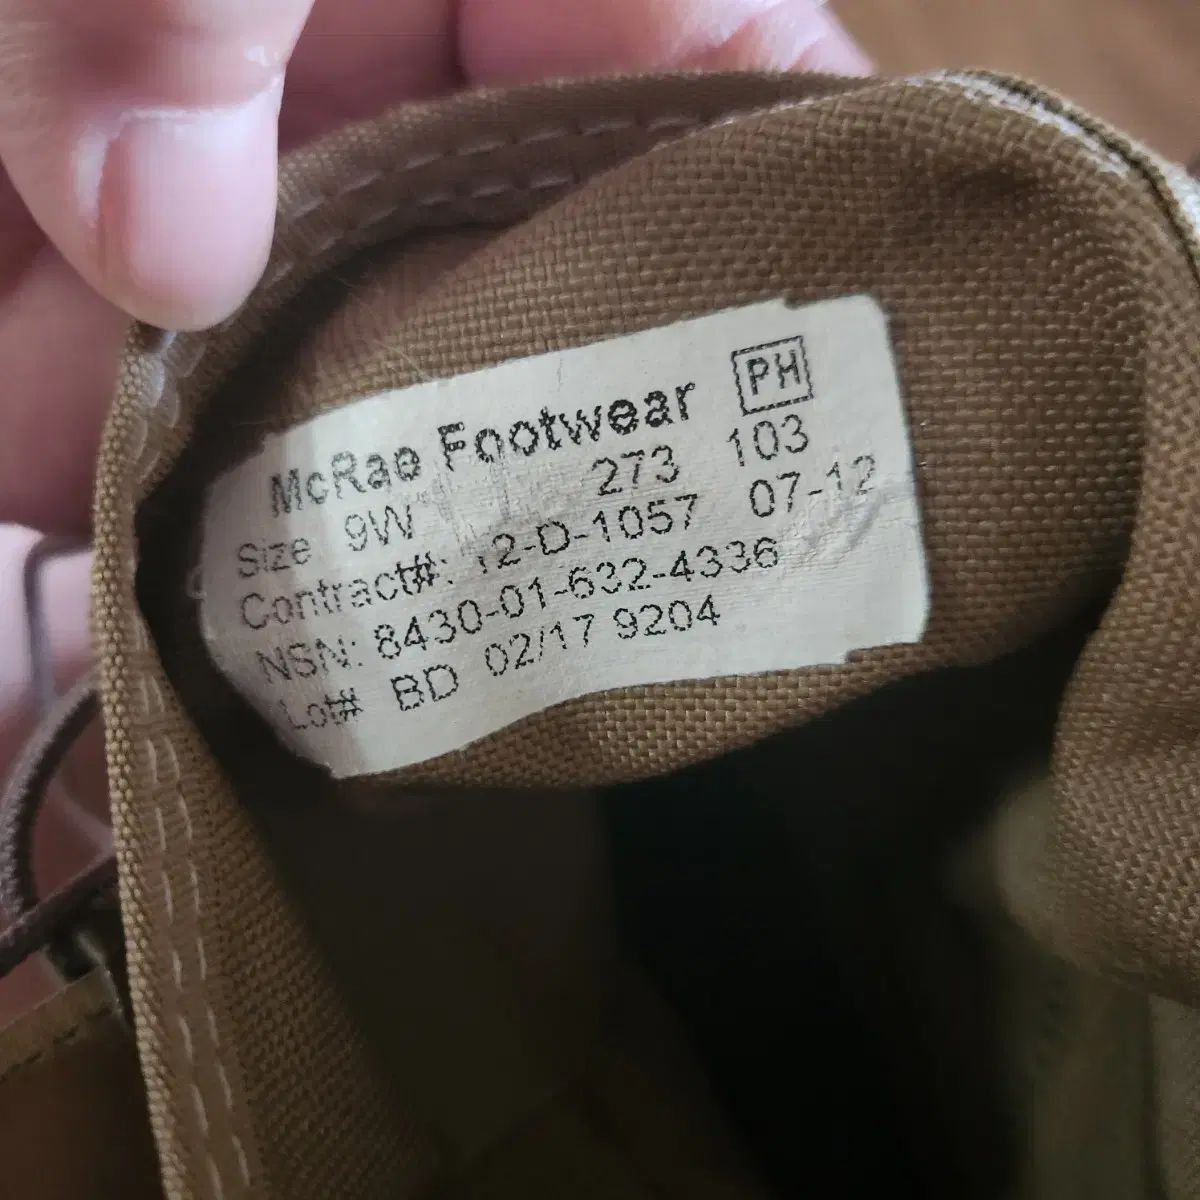 McRae Footwear PH
Size 9W 273 103
Contract#: 12-D-1057 07-12
NSN: 8430-01-632-4336
Lot# BD 02/17 9204